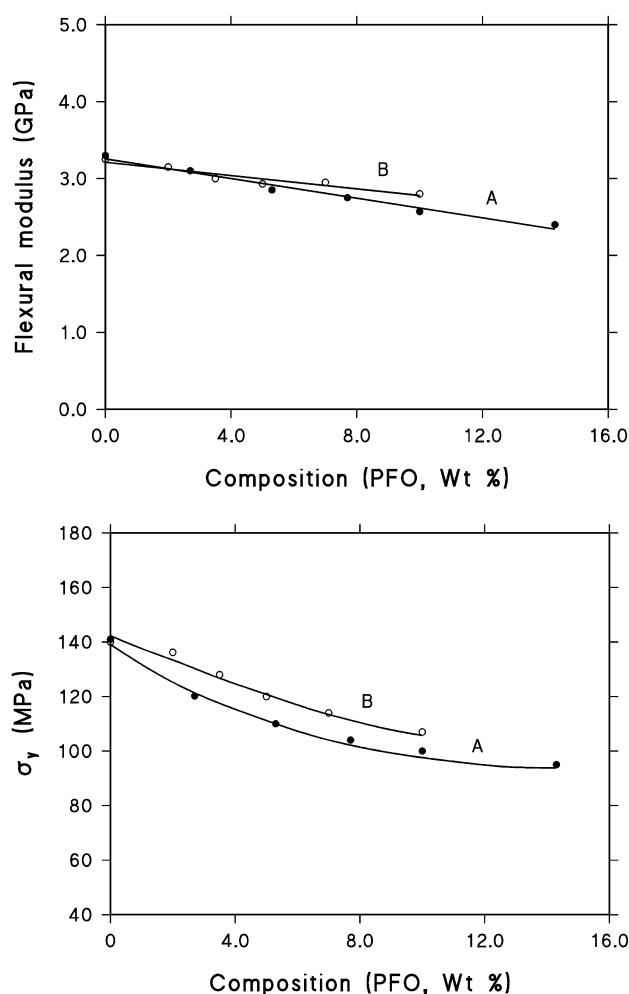 5.0
4.0
3.0
2.0
1.0
0.0
Flexural modulus (GPa)
B
A
0.0 4.0 8.0 12.0 16.0
Composition (PFO, Wt %)
180
160
140
120
100
80
60
40
σy (MPa)
B
A
0 4.0 8.0 12.0 16.0
Composition (PFO, Wt %)